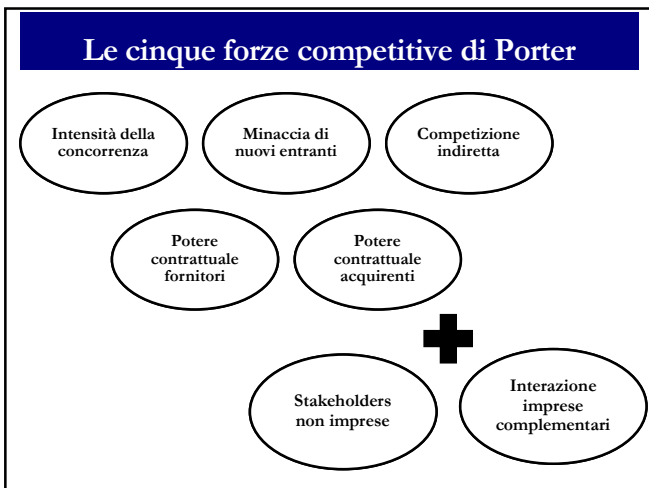 Le cinque forze competitive di Porter
Intensità della
concorrenza
Minaccia di
nuovi entranti
Competizione
indiretta
Potere
contrattuale
fornitori
Potere
contrattuale
acquirenti
Stakeholders
non imprese
Interazione
imprese
complementari